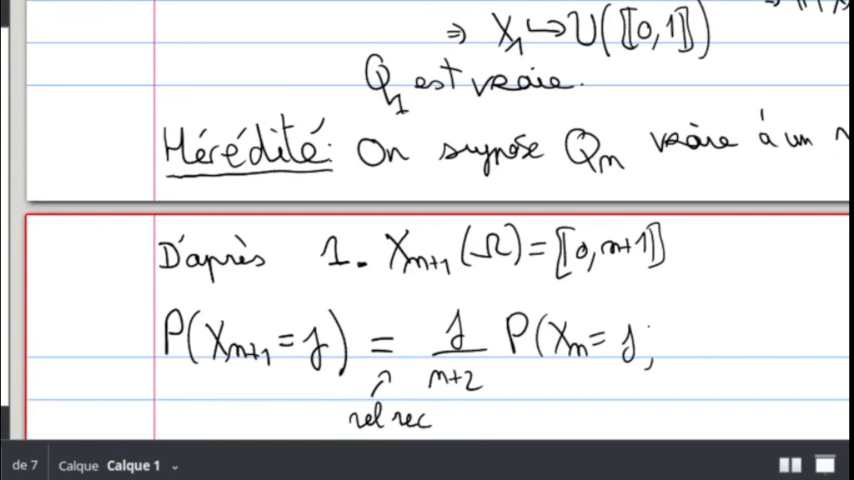 ⇒ X₁ ↪ U(⟦0,1⟧)
Q₁ est vraie.
Hérédité: On suppose Qₙ vraie à un
D'après 1. Xₙ₊₁(Ω) = ⟦0, n+1⟧
P(Xₙ₊₁ = j) = j/(n+2) P(Xₙ = j
rel rec
de 7 Calque Calque 1